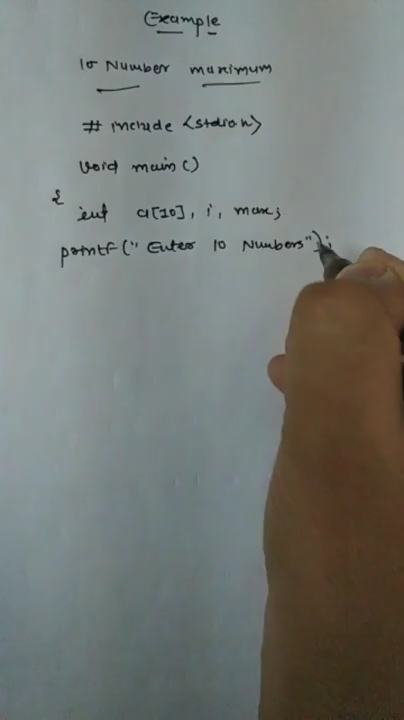 Example
10 Number maximum
# include <stdio.h>
Void main()
{
int a[10], i, max;
printf(" Enter 10 Numbers");